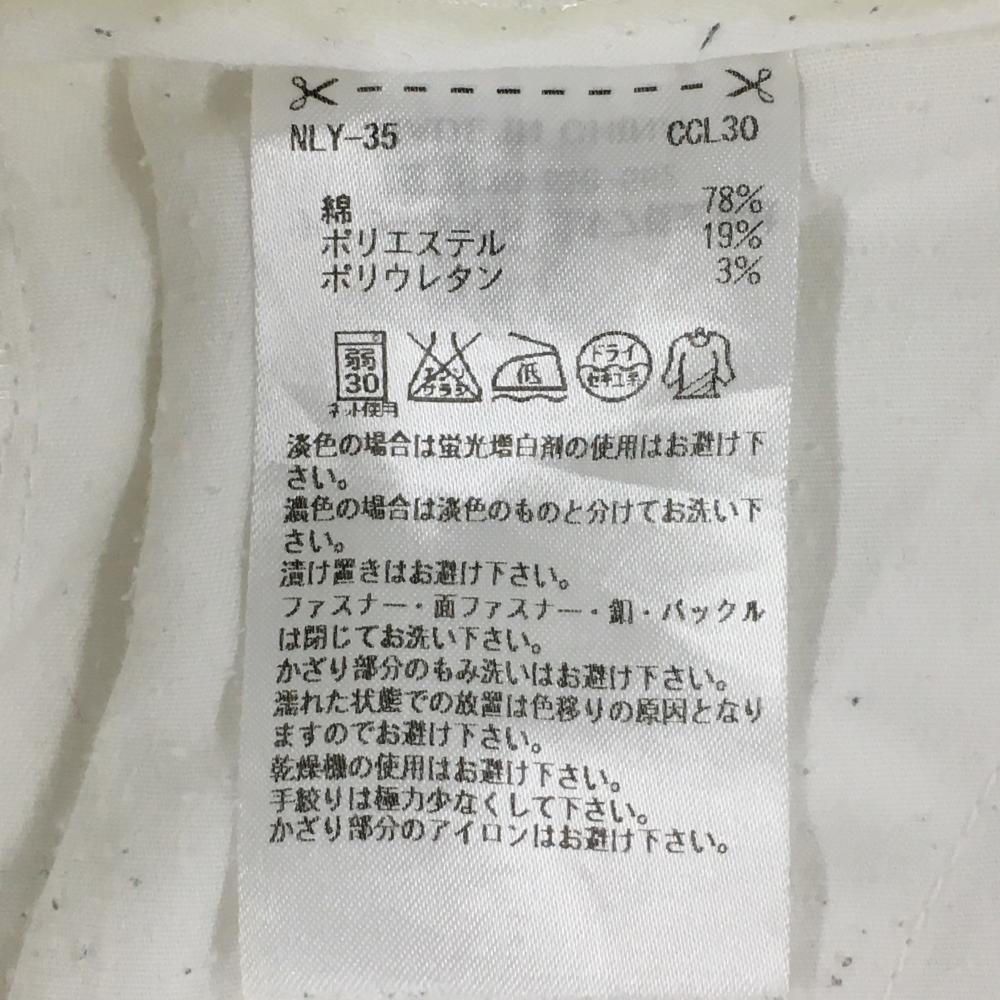 NLY-35 CCL30
綿 78%
ポリエステル 19%
ポリウレタン 3%
弱
30
ネット使用
エンソ
サラシ
低
ドライ
セキユ系
淡色の場合は蛍光増白剤の使用はお避け下
さい。
濃色の場合は淡色のものと分けてお洗い下
さい。
漬け置きはお避け下さい。
ファスナー・面ファスナー・釦・バックル
は閉じてお洗い下さい。
かざり部分のもみ洗いはお避け下さい。
濡れた状態での放置は色移りの原因となり
ますのでお避け下さい。
乾燥機の使用はお避け下さい。
手絞りは極力少なくして下さい。
かざり部分のアイロンはお避け下さい。